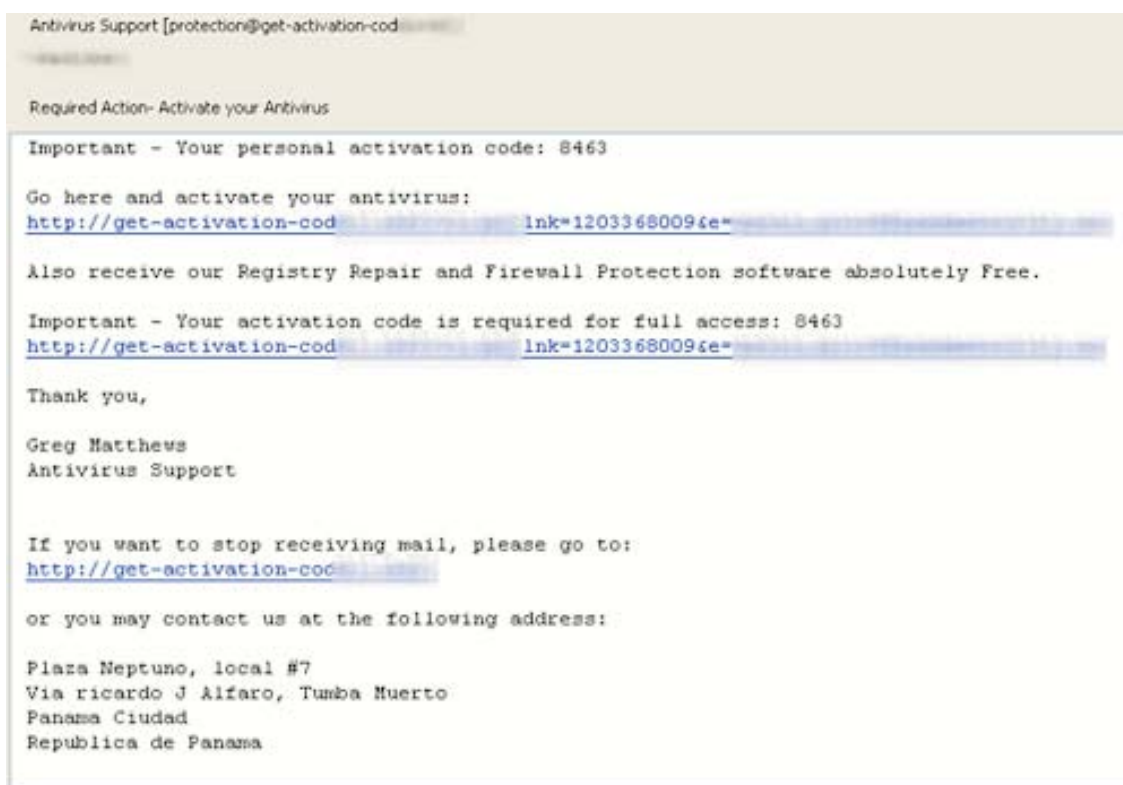 Antivirus Support [protection@get-activation-cod
Required Action- Activate your Antivirus
Important - Your personal activation code: 8463
Go here and activate your antivirus:
http://get-activation-cod lnk=1203368009&e=
Also receive our Registry Repair and Firewall Protection software absolutely Free.
Important - Your activation code is required for full access: 8463
http://get-activation-cod lnk=1203368009&e=
Thank you,
Greg Matthews
Antivirus Support
If you want to stop receiving mail, please go to:
http://get-activation-cod
or you may contact us at the following address:
Plaza Neptuno, local #7
Via ricardo J Alfaro, Tumba Muerto
Panama Ciudad
Republica de Panama